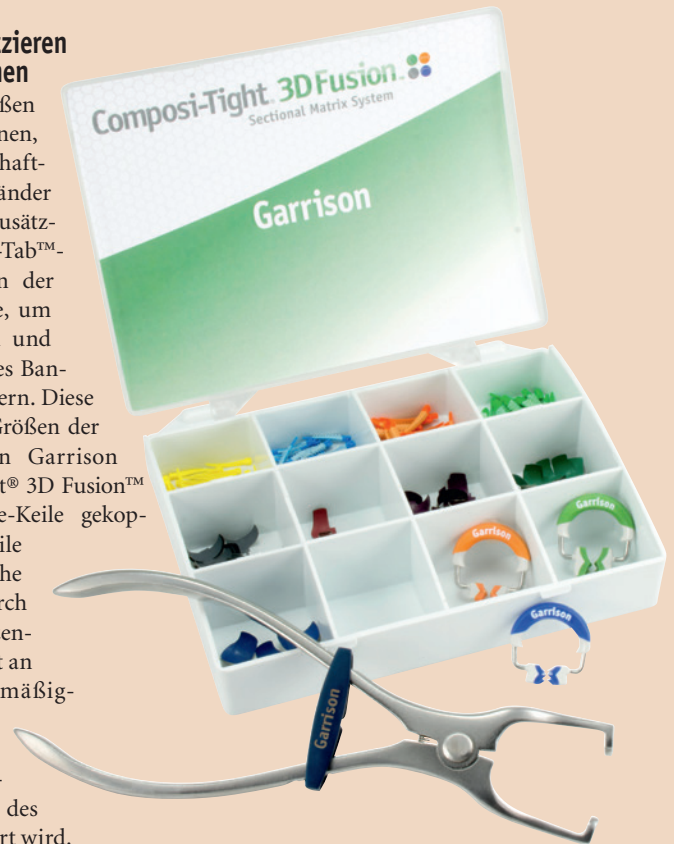 zieren
ßen
nen,
haft-
änder
usätz-
-Tab™-
n der
e, um
und
es Ban-
ern. Diese
Größen der
n Garrison
t® 3D Fusion™
e-Keile gekop-
ile
he
rch
en-
t an
mäßig-
-
des
rt wird.
Composi-Tight® 3D Fusion™
Sectional Matrix System
Garrison
Garrison
Garrison
Garrison
Garrison